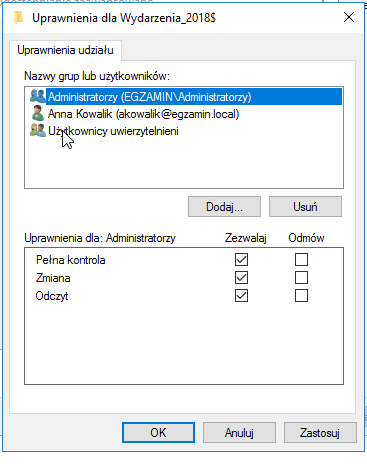 Uprawnienia dla Wydarzenia_2018$
Uprawnienia udziału
Nazwy grup lub użytkowników:
Administratorzy (EGZAMIN\Administratorzy)
Anna Kowalik (akowalik@egzamin.local)
Użytkownicy uwierzytelnieni
Dodaj... Usuń
Uprawnienia dla: Administratorzy Zezwalaj Odmów
Pełna kontrola
Zmiana
Odczyt
OK Anuluj Zastosuj